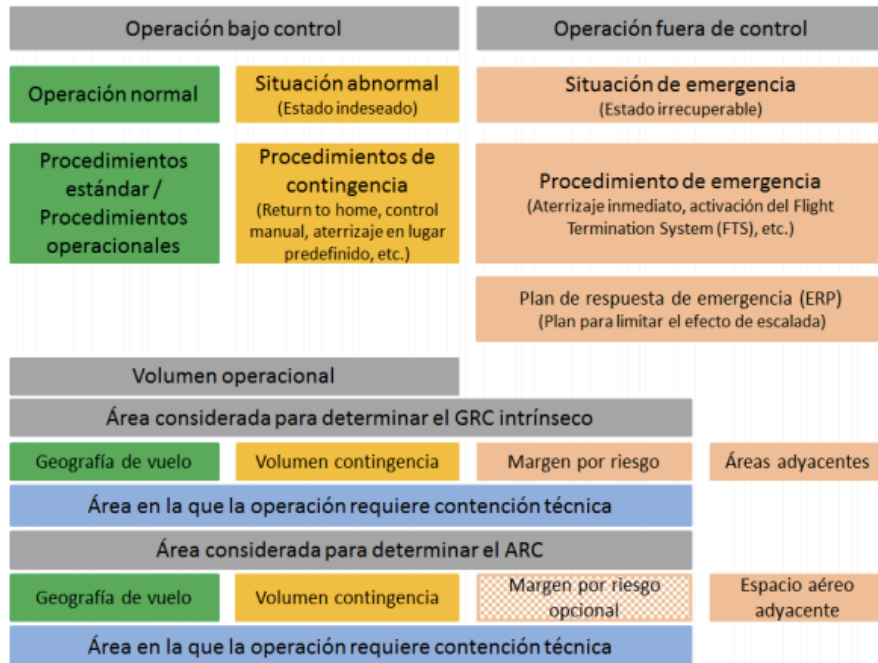 Operación bajo control
Operación fuera de control
Operación normal
Situación abnormal
(Estado indeseado)
Situación de emergencia
(Estado irrecuperable)
Procedimientos
estándar /
Procedimientos
operacionales
Procedimientos de
contingencia
(Return to home, control
manual, aterrizaje en lugar
predefinido, etc.)
Procedimiento de emergencia
(Aterrizaje inmediato, activación del Flight
Termination System (FTS), etc.)
Plan de respuesta de emergencia (ERP)
(Plan para limitar el efecto de escalada)
Volumen operacional
Área considerada para determinar el GRC intrínseco
Geografía de vuelo
Volumen contingencia
Margen por riesgo
Áreas adyacentes
Área en la que la operación requiere contención técnica
Área considerada para determinar el ARC
Geografía de vuelo
Volumen contingencia
Margen por riesgo
opcional
Espacio aéreo
adyacente
Área en la que la operación requiere contención técnica